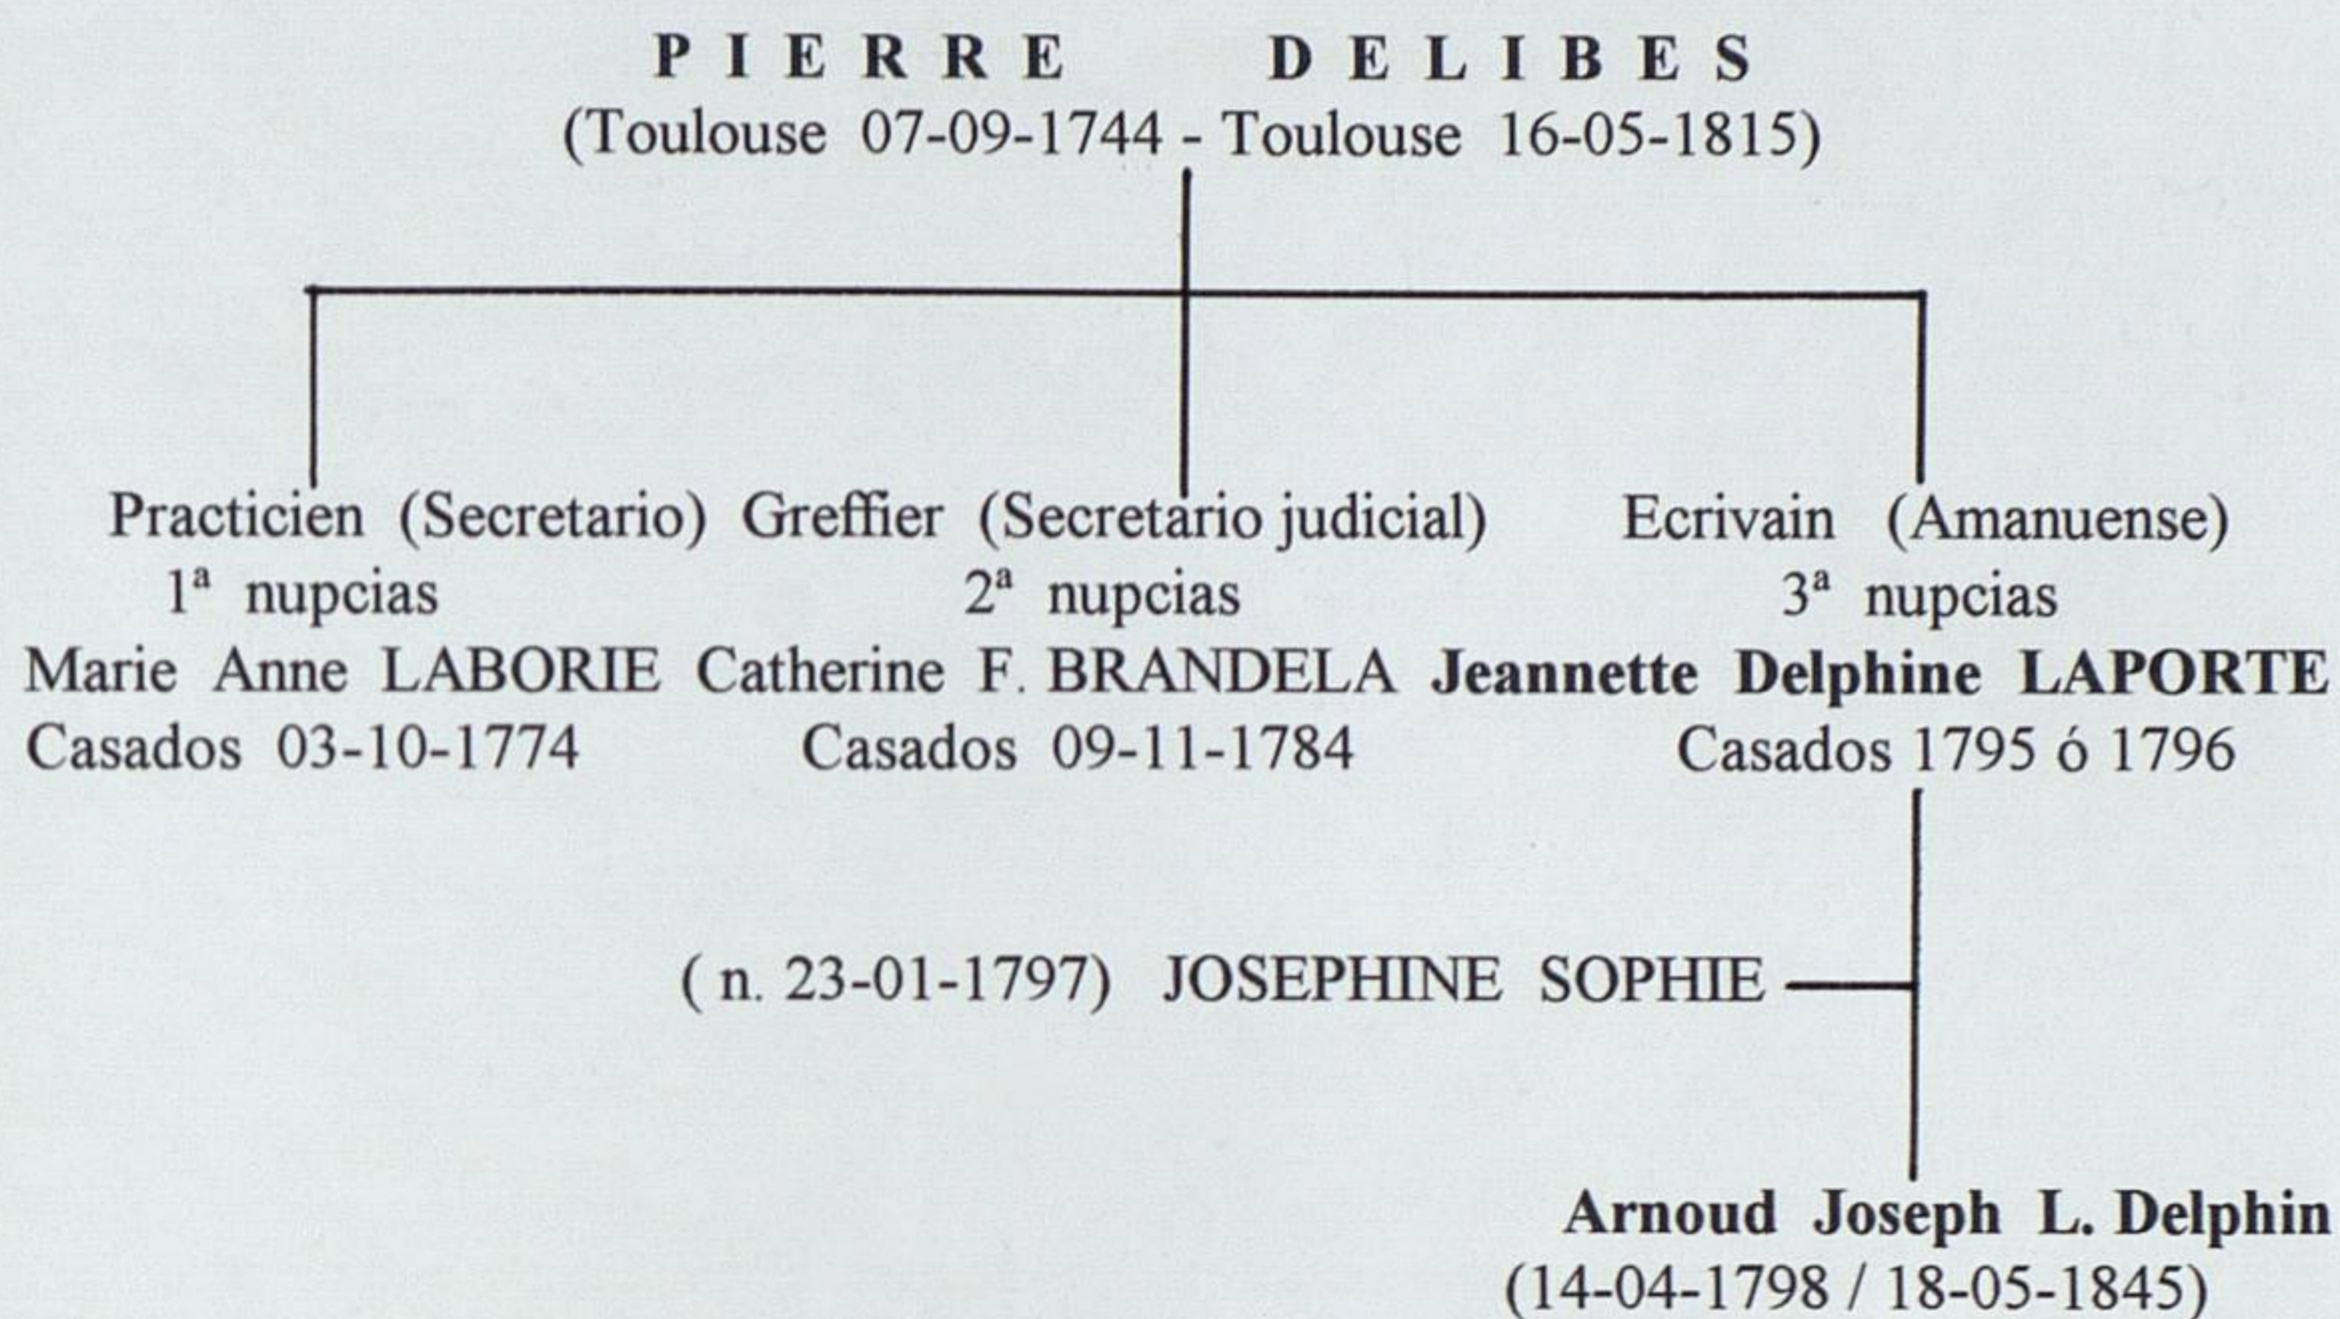 PIERRE DELIBES
(Toulouse 07-09-1744 - Toulouse 16-05-1815)
Practicien (Secretario) Greffier (Secretario judicial) Ecrivain (Amanuense)
1ª nupcias 2ª nupcias 3ª nupcias
Marie Anne LABORIE Catherine F. BRANDELA Jeannette Delphine LAPORTE
Casados 03-10-1774 Casados 09-11-1784 Casados 1795 ó 1796
( n. 23-01-1797) JOSEPHINE SOPHIE
Arnoud Joseph L. Delphin
(14-04-1798 / 18-05-1845)